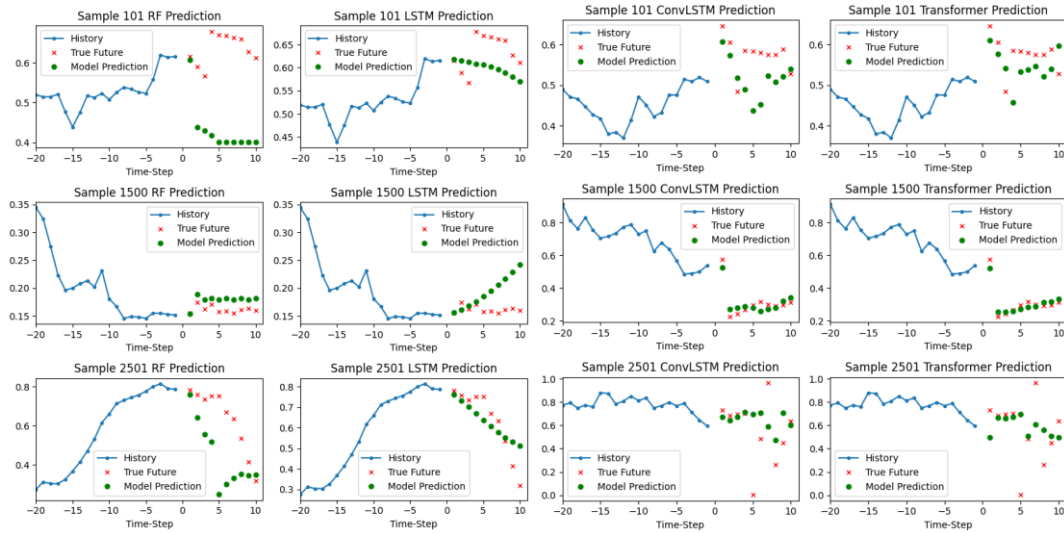 Sample 101 RF Prediction
0.6
0.5
0.4
True Future
Model Prediction
History
−20 −15 −10 −5 0 5 10
Time-Step
Sample 101 LSTM Prediction
0.65
0.60
0.55
0.50
0.45
History
True Future
Model Prediction
−20 −15 −10 −5 0 5 10
Time-Step
Sample 101 ConvLSTM Prediction
0.6
0.5
0.4
History
True Future
Model Prediction
−20 −15 −10 −5 0 5 10
Time-Step
Sample 101 Transformer Prediction
0.6
0.5
0.4
History
True Future
Model Prediction
−20 −15 −10 −5 0 5 10
Time-Step
Sample 1500 RF Prediction
0.35
0.30
0.25
0.20
0.15
History
True Future
Model Prediction
−20 −15 −10 −5 0 5 10
Time-Step
Sample 1500 LSTM Prediction
0.35
0.30
0.25
0.20
0.15
History
True Future
Model Prediction
−20 −15 −10 −5 0 5 10
Time-Step
Sample 1500 ConvLSTM Prediction
0.8
0.6
0.4
0.2
History
True Future
Model Prediction
−20 −15 −10 −5 0 5 10
Time-Step
Sample 1500 Transformer Prediction
0.8
0.6
0.4
0.2
History
True Future
Model Prediction
−20 −15 −10 −5 0 5 10
Time-Step
Sample 2501 RF Prediction
0.8
0.6
0.4
History
True Future
Model Prediction
−20 −15 −10 −5 0 5 10
Time-Step
Sample 2501 LSTM Prediction
0.8
0.7
0.6
0.5
0.4
0.3
History
True Future
Model Prediction
−20 −15 −10 −5 0 5 10
Time-Step
Sample 2501 ConvLSTM Prediction
1.0
0.8
0.6
0.4
0.2
0.0
History
True Future
Model Prediction
−20 −15 −10 −5 0 5 10
Time-Step
Sample 2501 Transformer Prediction
1.0
0.8
0.6
0.4
0.2
0.0
History
True Future
Model Prediction
−20 −15 −10 −5 0 5 10
Time-Step